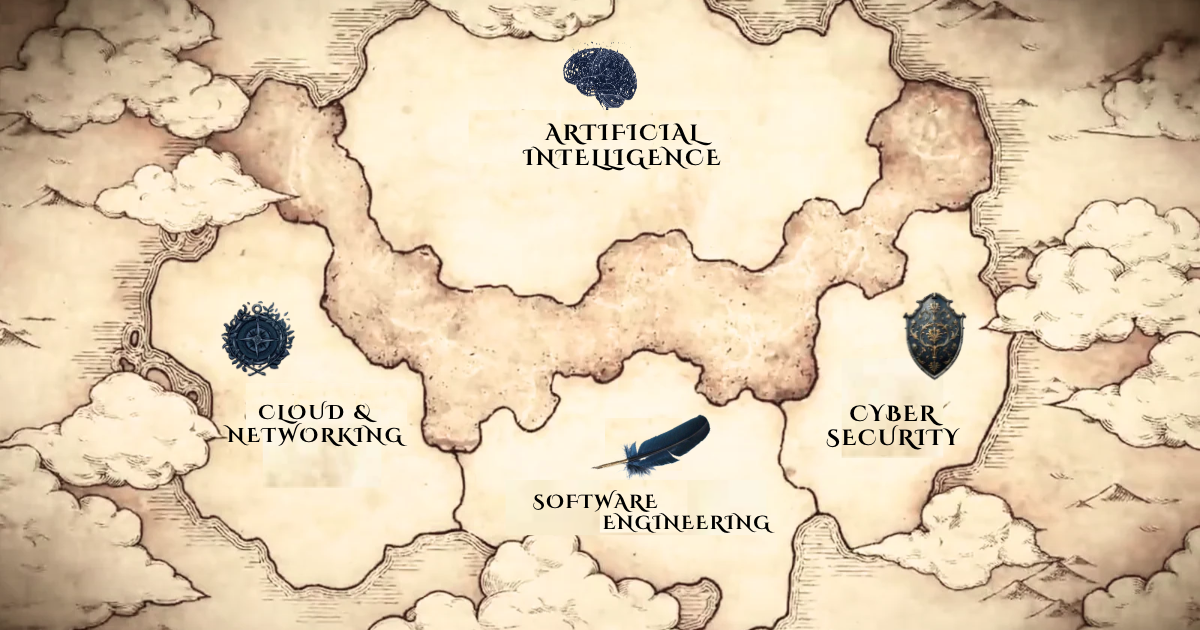 ARTIFICIAL
INTELLIGENCE
CLOUD &
NETWORKING
CYBER
SECURITY
SOFTWARE
ENGINEERING